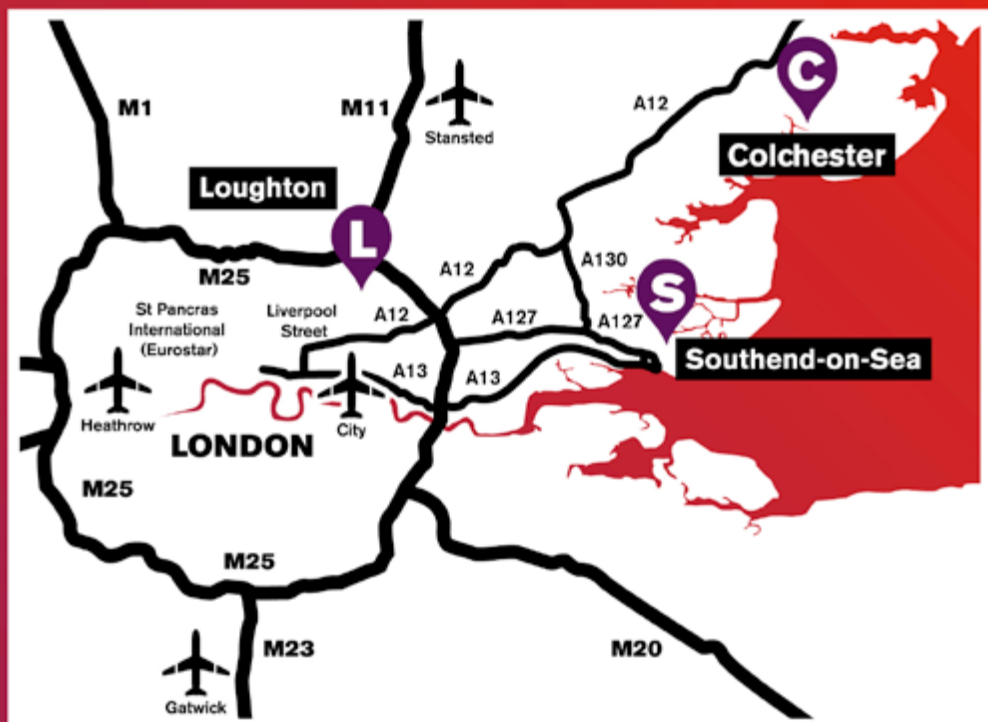 M1
M11
Stansted
A12
C
Colchester
Loughton
L
M25
A12
A130
S
St Pancras
International
(Eurostar)
Liverpool
Street
A12
A127
A127
Southend-on-Sea
A13
A13
Heathrow
City
LONDON
M25
M25
M23
M20
Gatwick